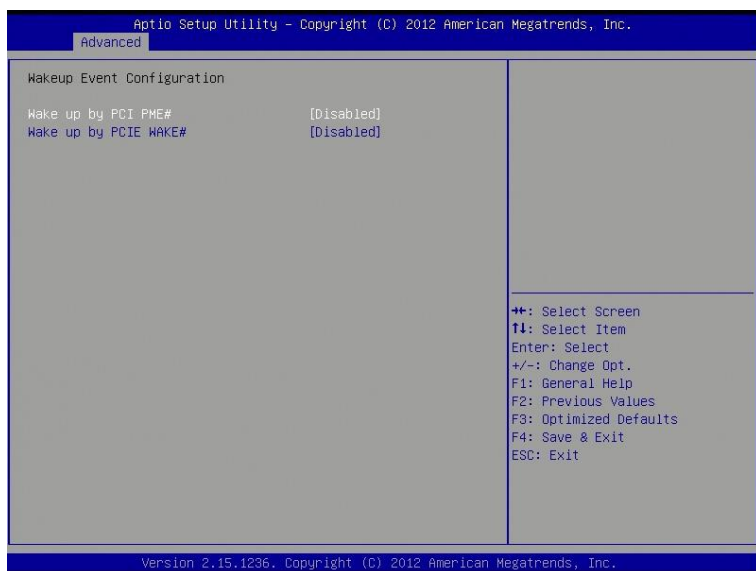 Aptio Setup Utility – Copyright (C) 2012 American Megatrends, Inc.
Advanced
Wakeup Event Configuration
Wake up by PCI PME# [Disabled]
Wake up by PCIE WAKE# [Disabled]
→←: Select Screen
↑↓: Select Item
Enter: Select
+/-: Change Opt.
F1: General Help
F2: Previous Values
F3: Optimized Defaults
F4: Save & Exit
ESC: Exit
Version 2.15.1236. Copyright (C) 2012 American Megatrends, Inc.